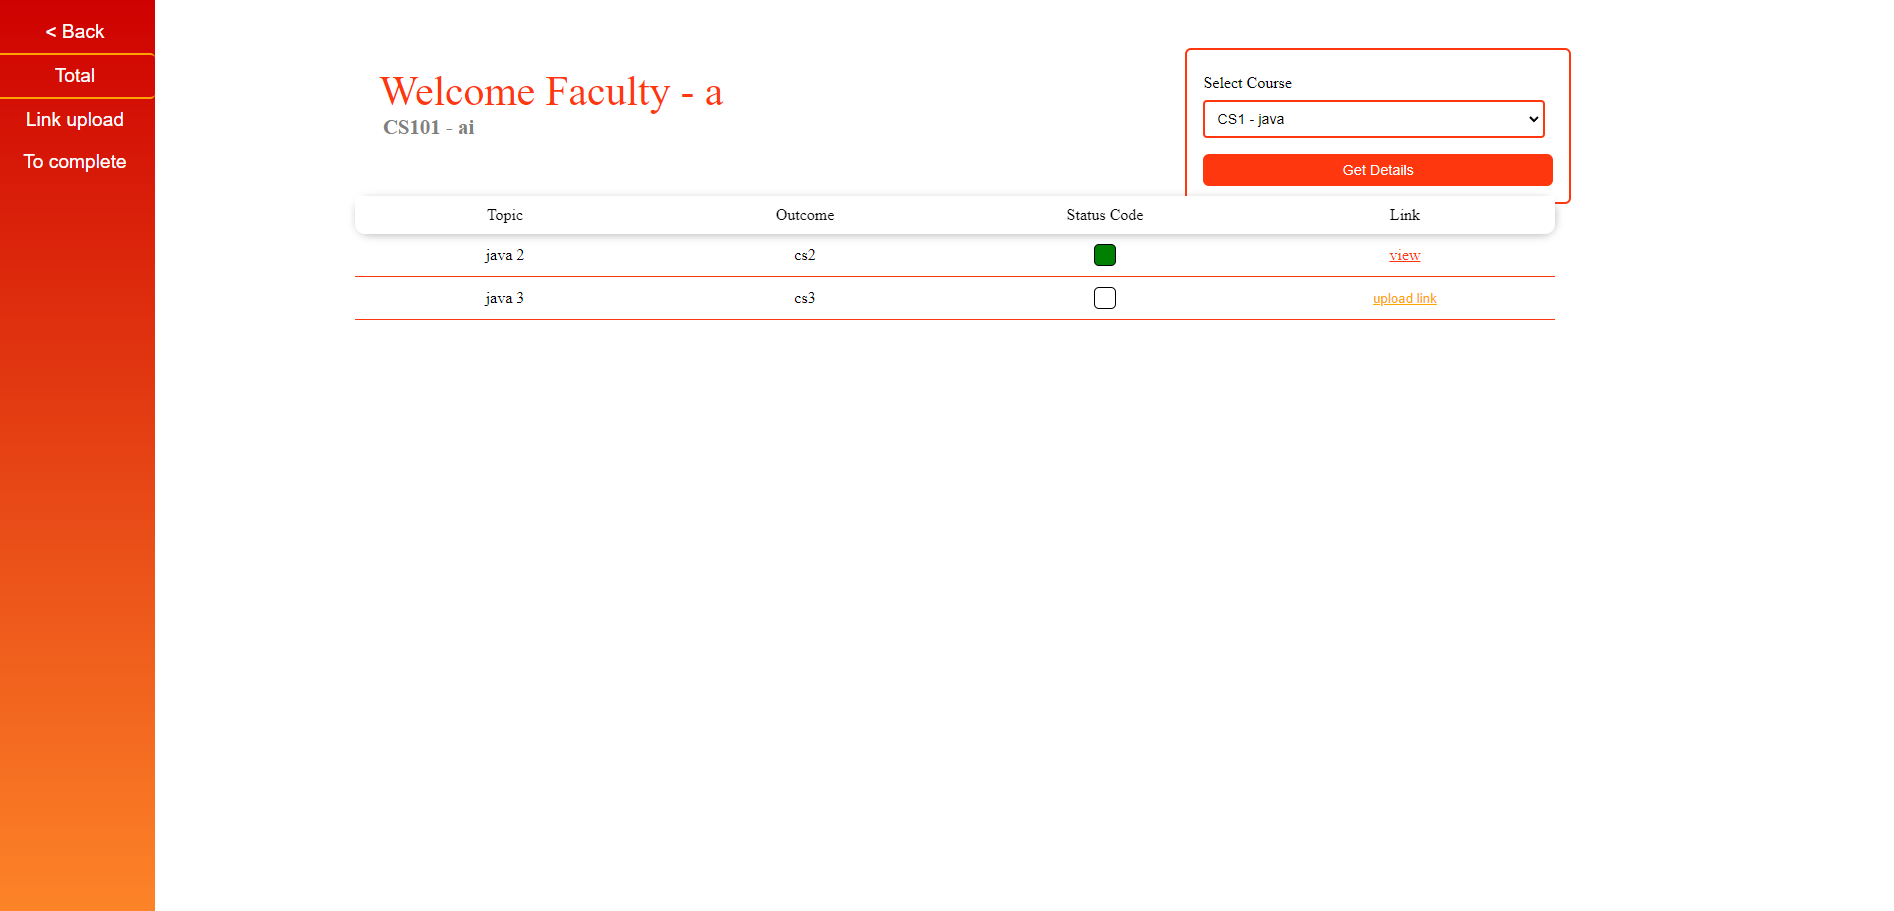 < Back
Total
Link upload
To complete
Welcome Faculty - a
CS101 - ai
Select Course
CS1 - java
Get Details
Topic Outcome Status Code Link
java 2 cs2 view
java 3 cs3 upload link